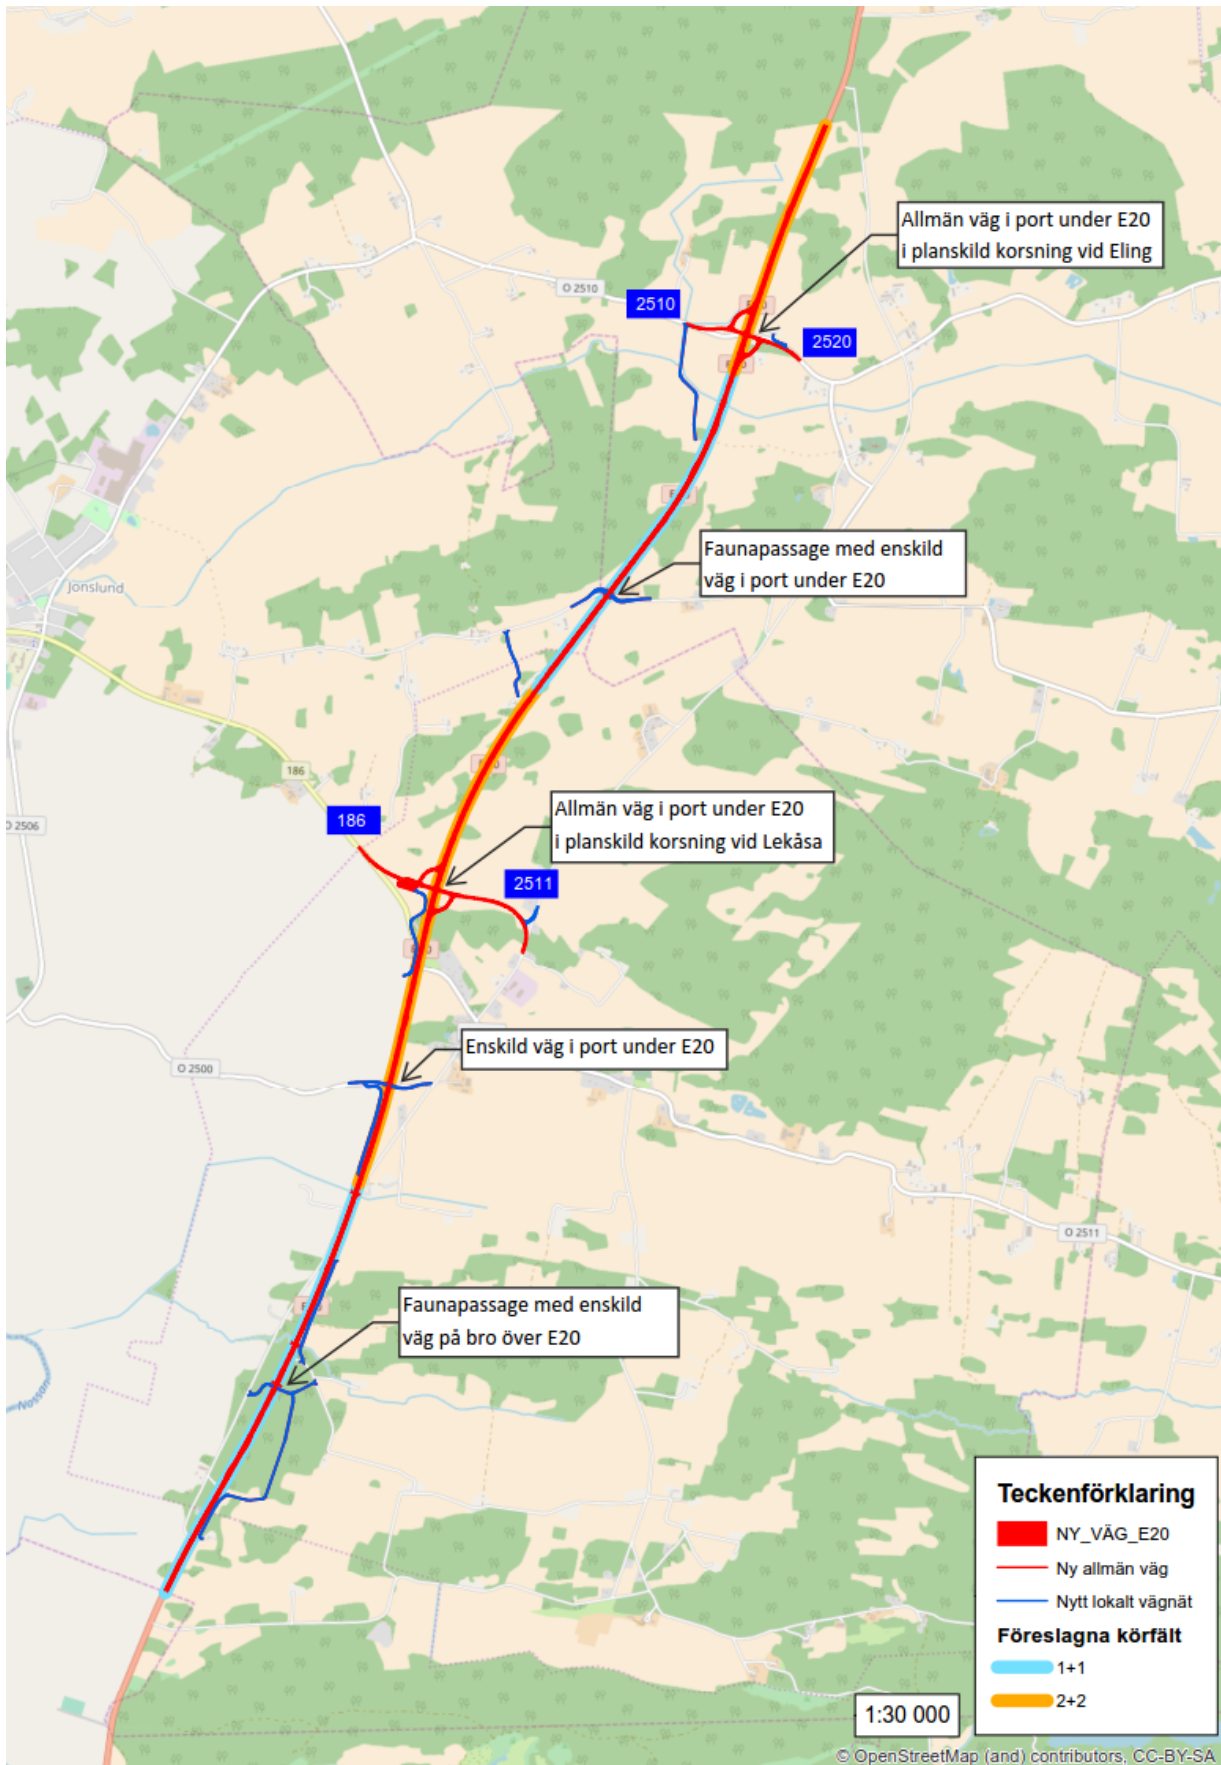 Allmän väg i port under E20
i planskild korsning vid Eling
O 2510
2510
2520
Faunapassage med enskild
väg i port under E20
Jonslund
186
O 2506
186
Allmän väg i port under E20
i planskild korsning vid Lekåsa
2511
Enskild väg i port under E20
O 2500
O 2511
Faunapassage med enskild
väg på bro över E20
Nossan
Teckenförklaring
NY_VÄG_E20
Ny allmän väg
Nytt lokalt vägnät
Föreslagna körfält
1+1
2+2
1:30 000
© OpenStreetMap (and) contributors, CC-BY-SA